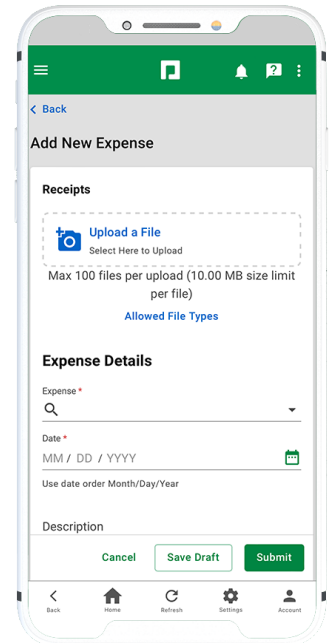 Back
Add New Expense
Receipts
Upload a File
Select Here to Upload
Max 100 files per upload (10.00 MB size limit
per file)
Allowed File Types
Expense Details
Expense *
Date *
MM / DD / YYYY
Use date order Month/Day/Year
Description
Cancel Save Draft Submit
Back Home Refresh Settings Account